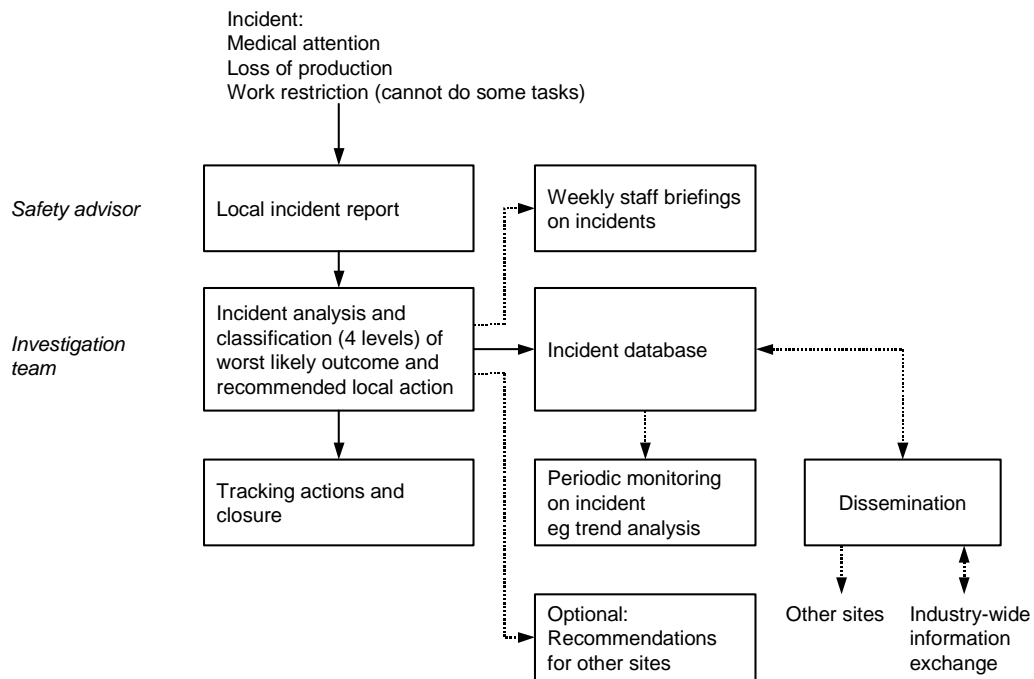 Incident:
Medical attention
Loss of production
Work restriction (cannot do some tasks)
Safety advisor
Local incident report
Weekly staff briefings
on incidents
Investigation
team
Incident analysis and
classification (4 levels) of
worst likely outcome and
recommended local action
Incident database
Tracking actions and
closure
Periodic monitoring
on incident
eg trend analysis
Dissemination
Optional:
Recommendations
for other sites
Other sites
Industry-wide
information
exchange